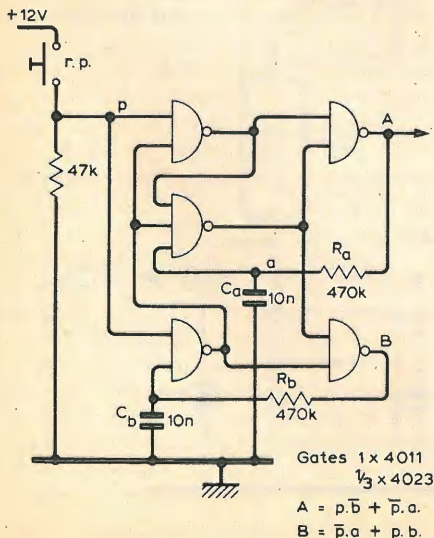 +12V
r.p.
p
A
47k
a
Ra
Ca
10n
470k
B
Rb
Cb
10n
470k
Gates 1 x 4011
⅓ x 4023
A = p.b̅ + p̅.a.
B = p̅.a + p.b.